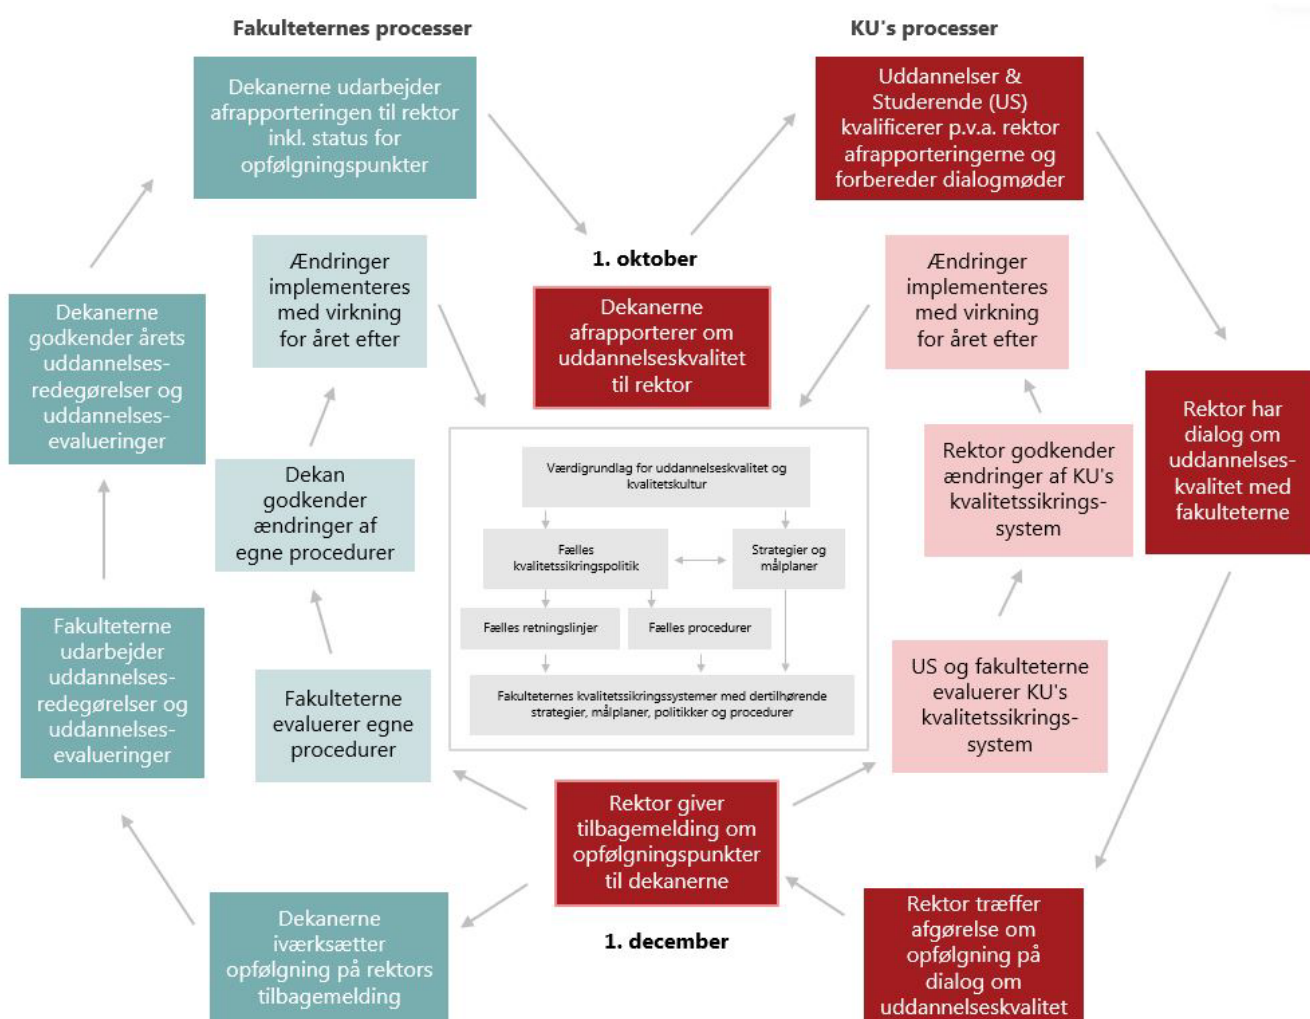 Fakulteternes processer
KU's processer
Dekanerne udarbejder
afrapporteringen til rektor
inkl. status for
opfølgningspunkter
Uddannelser &
Studerende (US)
kvalificerer p.v.a. rektor
afrapporteringerne og
forbereder dialogmøder
1. oktober
Dekanerne
afrapporterer om
uddannelseskvalitet
til rektor
Ændringer
implementeres
med virkning
for året efter
Ændringer
implementeres
med virkning
for året efter
Dekanerne
godkender årets
uddannelses-
redegørelser og
uddannelses-
evalueringer
Rektor har
dialog om
uddannelses-
kvalitet med
fakulteterne
Dekan
godkender
ændringer af
egne procedurer
Rektor godkender
ændringer af KU's
kvalitetssikrings-
system
Værdigrundlag for uddannelseskvalitet og
kvalitetskultur
Fælles
kvalitetssikringspolitik
Strategier og
målplaner
Fælles retningslinjer
Fælles procedurer
Fakulteternes kvalitetssikringssystemer med dertilhørende
strategier, målplaner, politikker og procedurer
Fakulteterne
udarbejder
uddannelses-
redegørelser og
uddannelses-
evalueringer
Fakulteterne
evaluerer egne
procedurer
US og fakulteterne
evaluerer KU's
kvalitetssikrings-
system
Rektor giver
tilbagemelding om
opfølgningspunkter
til dekanerne
1. december
Dekanerne
iværksætter
opfølgning på rektors
tilbagemelding
Rektor træffer
afgørelse om
opfølgning på
dialog om
uddannelseskvalitet